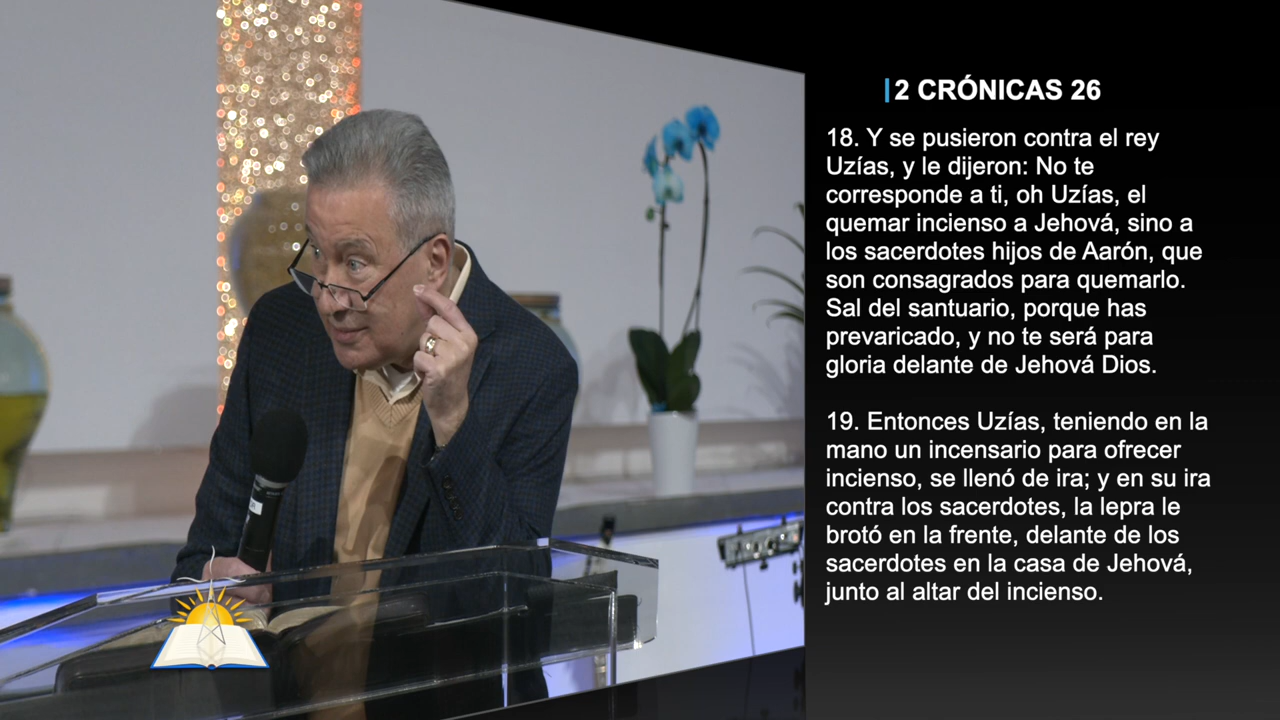 2 CRÓNICAS 26
18. Y se pusieron contra el rey
Uzías, y le dijeron: No te
corresponde a ti, oh Uzías, el
quemar incienso a Jehová, sino a
los sacerdotes hijos de Aarón, que
son consagrados para quemarlo.
Sal del santuario, porque has
prevaricado, y no te será para
gloria delante de Jehová Dios.
19. Entonces Uzías, teniendo en la
mano un incensario para ofrecer
incienso, se llenó de ira; y en su ira
contra los sacerdotes, la lepra le
brotó en la frente, delante de los
sacerdotes en la casa de Jehová,
junto al altar del incienso.